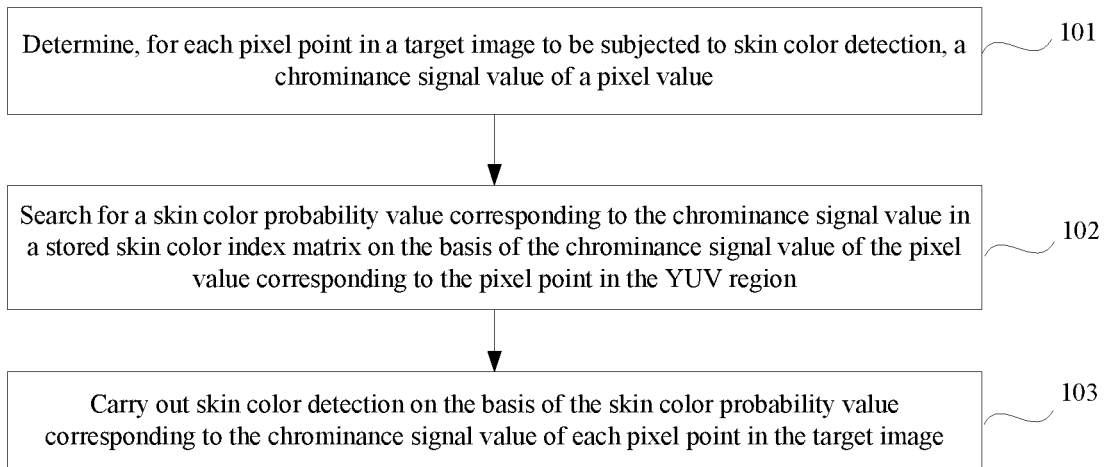 Determine, for each pixel point in a target image to be subjected to skin color detection, a
chrominance signal value of a pixel value
101
Search for a skin color probability value corresponding to the chrominance signal value in
a stored skin color index matrix on the basis of the chrominance signal value of the pixel
value corresponding to the pixel point in the YUV region
102
Carry out skin color detection on the basis of the skin color probability value
corresponding to the chrominance signal value of each pixel point in the target image
103